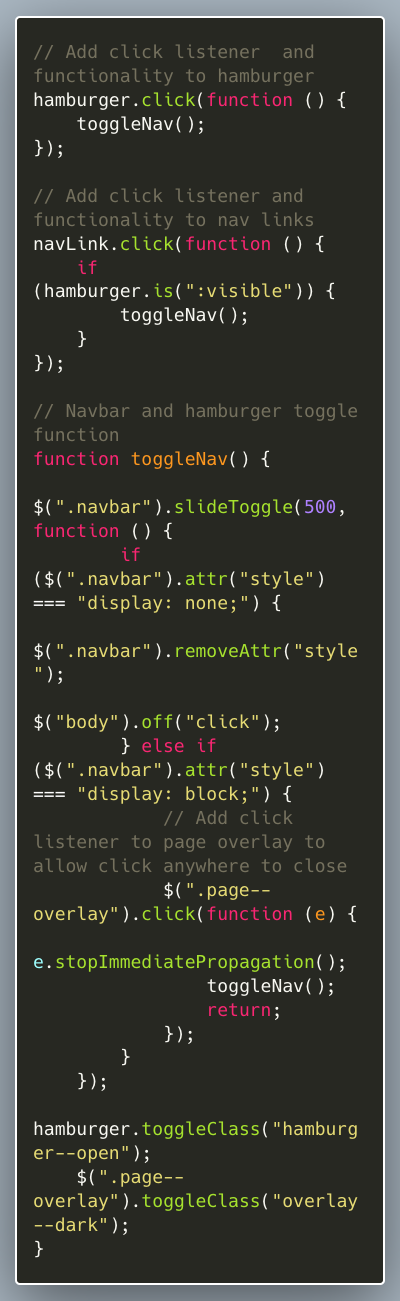 // Add click listener  and
functionality to hamburger
hamburger.click(function () {
    toggleNav();
});

// Add click listener and
functionality to nav links
navLink.click(function () {
    if
(hamburger.is(":visible")) {
        toggleNav();
    }
});

// Navbar and hamburger toggle
function
function toggleNav() {

$(".navbar").slideToggle(500,
function () {
        if
($(".navbar").attr("style")
=== "display: none;") {

$(".navbar").removeAttr("style
");

$("body").off("click");
        } else if
($(".navbar").attr("style")
=== "display: block;") {
            // Add click
listener to page overlay to
allow click anywhere to close
            $(".page--
overlay").click(function (e) {

e.stopImmediatePropagation();
                toggleNav();
                return;
            });
        }
    });

hamburger.toggleClass("hamburg
er--open");
    $(".page--
overlay").toggleClass("overlay
--dark");
}